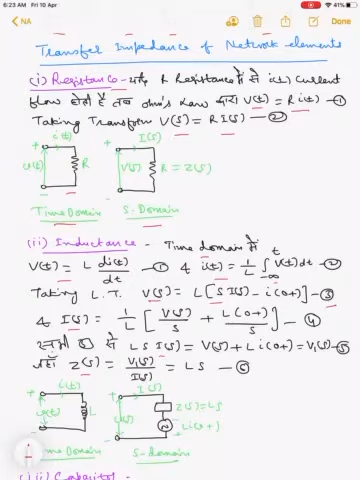 6:23 AM Fri 10 Apr
41%
NA
Done
Transfer Impedance of Network elements
(i) Resistance - यदि R Resistance में से i(t) Current
flow होती है तब ohm's Law द्वारा V(t) = R i(t) - ①
Taking Transform V(s) = R I(s) - ②
+ i(t) + I(s)
v(t) R V(s) R = Z(s)
Time Domain S-Domain
(ii) Inductance - Time domain में
V(t) = L di(t)/dt - ① & i(t) = 1/L ∫_{-∞}^{t} V(t) dt - ②
Taking L.T. V(s) = L [S I(s) - i(0+)] - ③
& I(s) = 1/L [V(s)/S + L(0+)/S] - ④
से LS I(s) = V(s) + L i(0+) = V₁(s) - ⑤
Z(s) = V₁(s)/I(s) = LS - ⑥
+ i(t) + I(s)
v(t) L V(s) Z(s) = LS
Li(0+)
Time Domain S-domain
(iii) Capacitor -